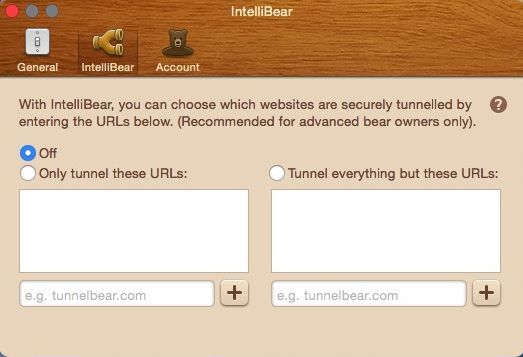 IntelliBear
General IntelliBear Account
With IntelliBear, you can choose which websites are securely tunnelled by
entering the URLs below. (Recommended for advanced bear owners only).
?
Off
Only tunnel these URLs:
Tunnel everything but these URLs:
e.g. tunnelbear.com
+
e.g. tunnelbear.com
+